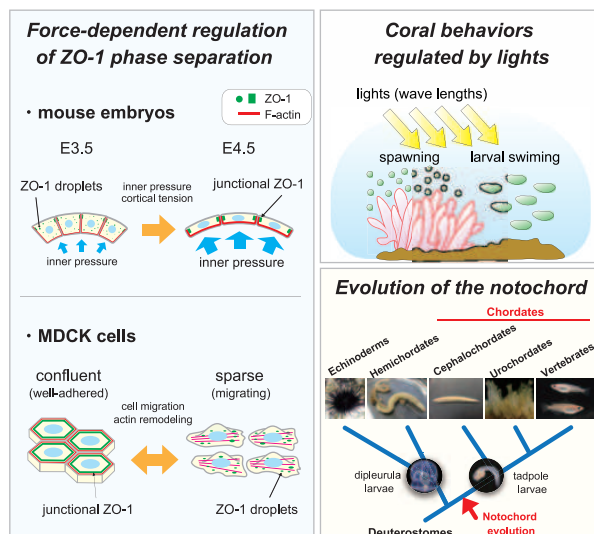 Force-dependent regulation
of ZO-1 phase separation
・mouse embryos
ZO-1
F-actin
E3.5
E4.5
ZO-1 droplets
inner pressure
cortical tension
junctional ZO-1
inner pressure
inner pressure
・MDCK cells
confluent
(well-adhered)
sparse
(migrating)
cell migration
actin remodeling
junctional ZO-1
ZO-1 droplets
Coral behaviors
regulated by lights
lights (wave lengths)
spawning
larval swiming
Evolution of the notochord
Chordates
Echinoderms
Hemichordates
Cephalochordates
Urochordates
Vertebrates
dipleurula
larvae
tadpole
larvae
Notochord
evolution
Deuterostomes